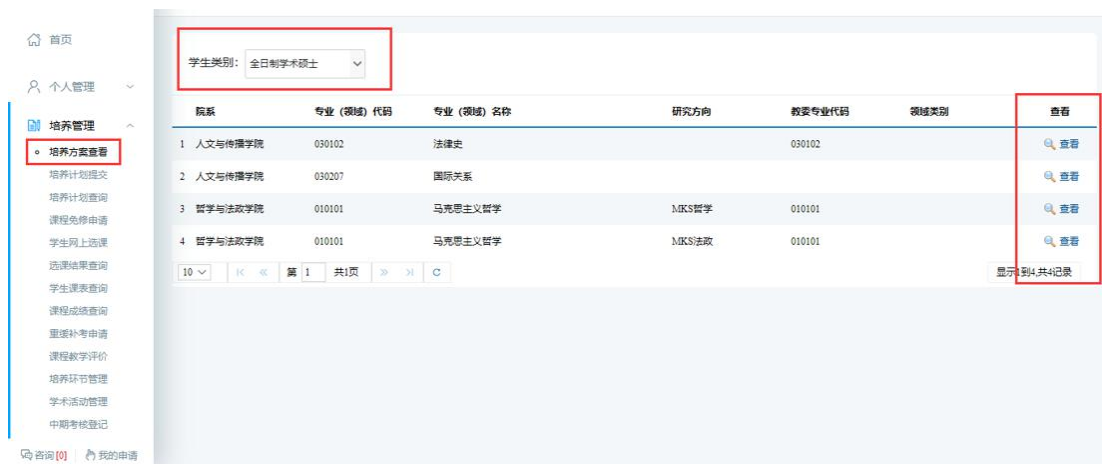 首页
个人管理
培养管理
培养方案查看
培养计划提交
培养计划查询
课程免修申请
学生网上选课
选课结果查询
学生课表查询
课程成绩查询
重缓补考申请
课程教学评价
培养环节管理
学术活动管理
中期考核登记
咨询[0] 我的申请
学生类别： 全日制学术硕士
院系 专业（领域）代码 专业（领域）名称 研究方向 教委专业代码 领域类别 查看
1 人文与传播学院 030102 法律史 030102 查看
2 人文与传播学院 030207 国际关系 查看
3 哲学与法政学院 010101 马克思主义哲学 MKS哲学 010101 查看
4 哲学与法政学院 010101 马克思主义哲学 MKS法政 010101 查看
10 第 1 共1页 显示1到4,共4记录